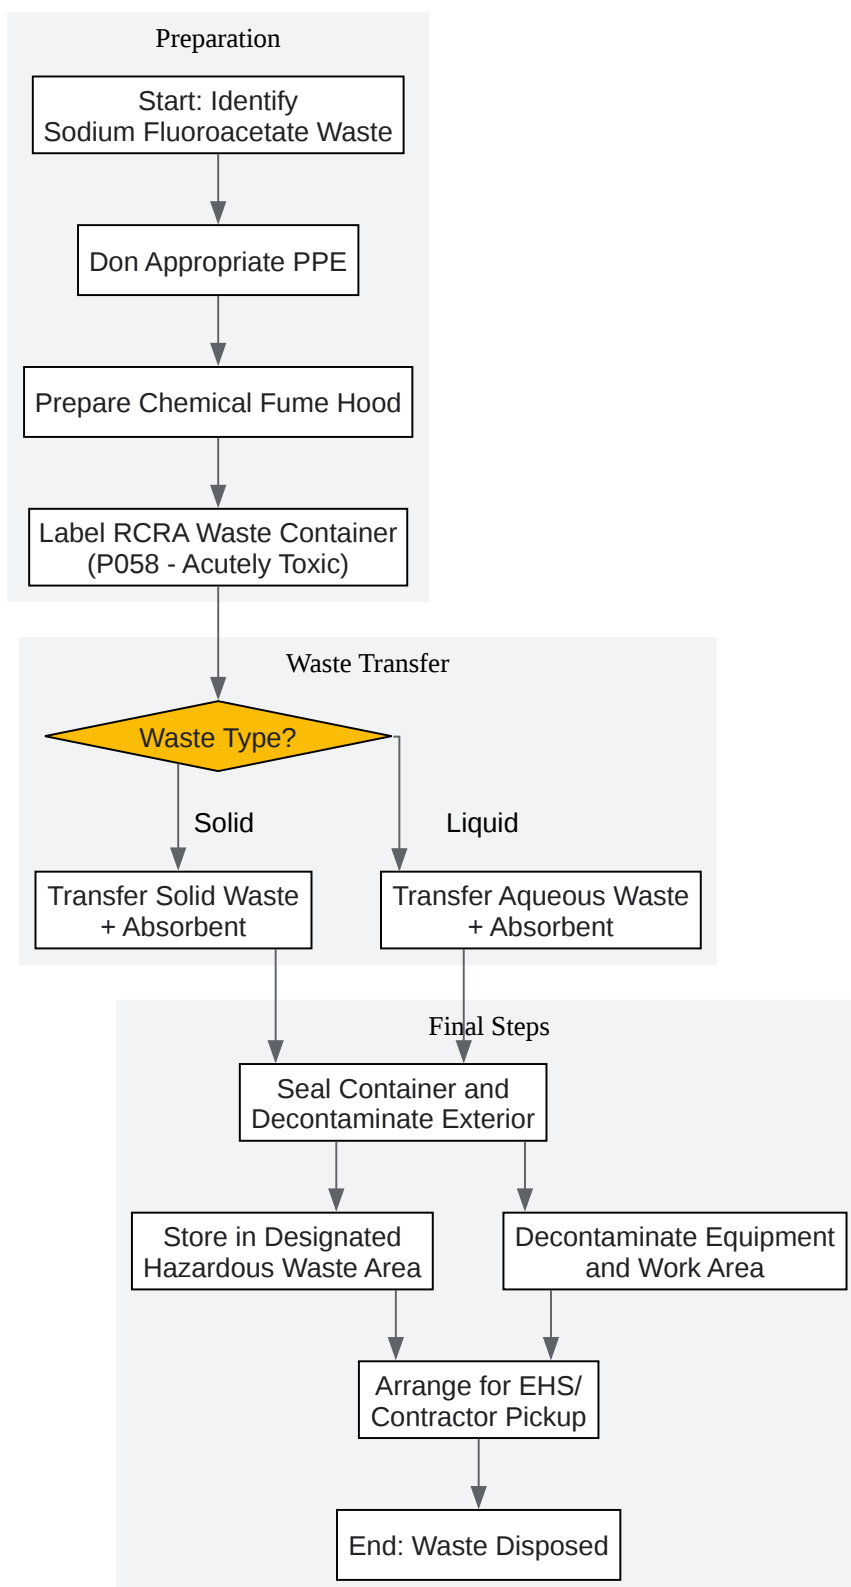 Preparation
Start: Identify
Sodium Fluoroacetate Waste
Don Appropriate PPE
Prepare Chemical Fume Hood
Label RCRA Waste Container
(P058 - Acutely Toxic)
Waste Transfer
Waste Type?
Solid
Liquid
Transfer Solid Waste
+ Absorbent
Transfer Aqueous Waste
+ Absorbent
Final Steps
Seal Container and
Decontaminate Exterior
Store in Designated
Hazardous Waste Area
Decontaminate Equipment
and Work Area
Arrange for EHS/
Contractor Pickup
End: Waste Disposed